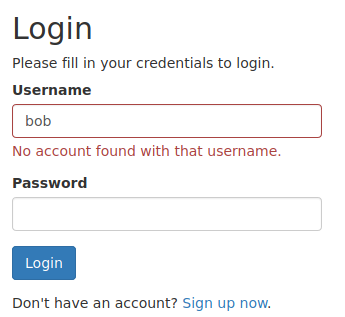 Login
Please fill in your credentials to login.
Username
bob
No account found with that username.
Password
Login
Don't have an account? Sign up now.